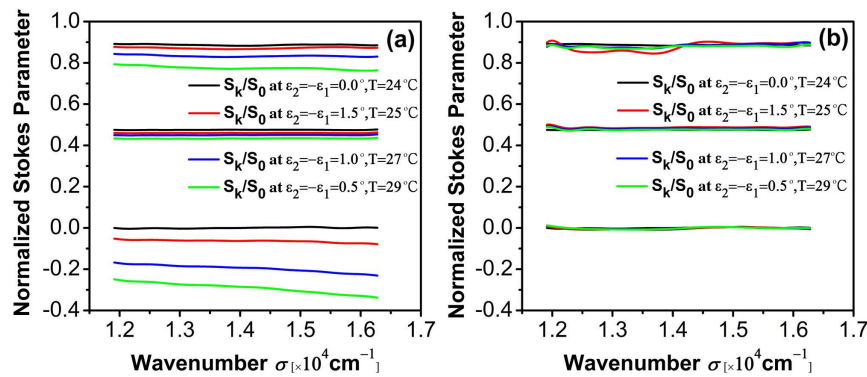 (a)
Normalized Stokes Parameter
1.0
0.8
0.6
0.4
0.2
0.0
-0.2
-0.4
Sk/S0 at ε2=−ε1=0.0°,T=24°C
Sk/S0 at ε2=−ε1=1.5°,T=25°C
Sk/S0 at ε2=−ε1=1.0°,T=27°C
Sk/S0 at ε2=−ε1=0.5°,T=29°C
1.2 1.3 1.4 1.5 1.6 1.7
Wavenumber σ[×10⁴cm⁻¹]
(b)
Normalized Stokes Parameter
1.0
0.8
0.6
0.4
0.2
0.0
-0.2
-0.4
Sk/S0 at ε2=−ε1=0.0°,T=24°C
Sk/S0 at ε2=−ε1=1.5°,T=25°C
Sk/S0 at ε2=−ε1=1.0°,T=27°C
Sk/S0 at ε2=−ε1=0.5°,T=29°C
1.2 1.3 1.4 1.5 1.6 1.7
Wavenumber σ[×10⁴cm⁻¹]